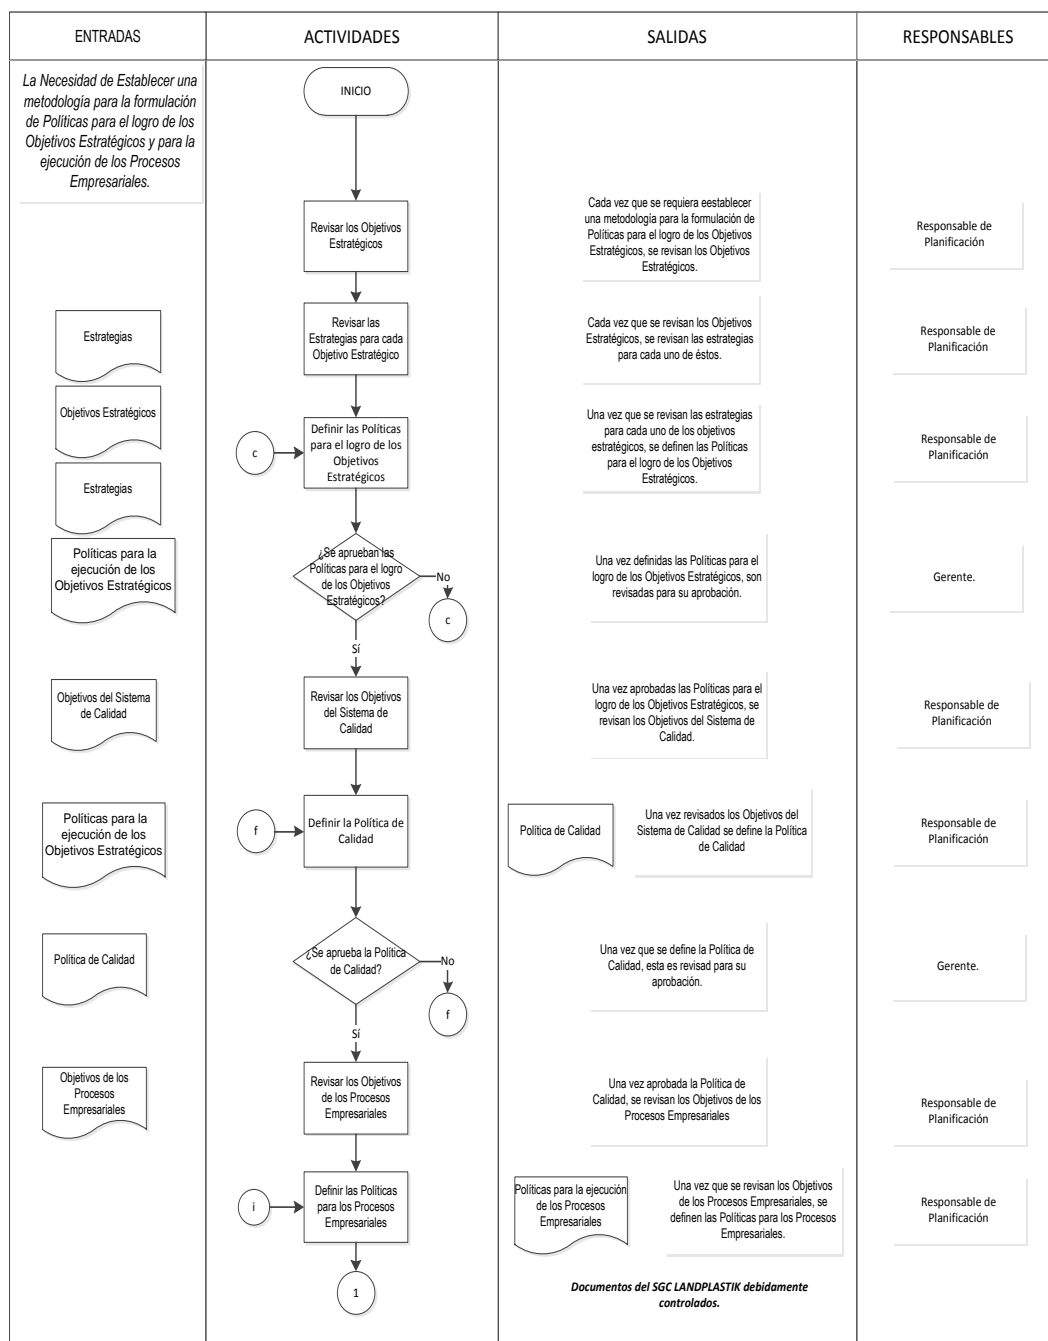 ENTRADAS
ACTIVIDADES
SALIDAS
RESPONSABLES
La Necesidad de Establecer una
metodología para la formulación
de Políticas para el logro de los
Objetivos Estratégicos y para la
ejecución de los Procesos
Empresariales.
INICIO
Revisar los Objetivos
Estratégicos
Cada vez que se requiera eestablecer
una metodología para la formulación de
Políticas para el logro de los Objetivos
Estratégicos, se revisan los Objetivos
Estratégicos.
Responsable de
Planificación
Estrategias
Revisar las
Estrategias para cada
Objetivo Estratégico
Cada vez que se revisan los Objetivos
Estratégicos, se revisan las estrategias
para cada uno de éstos.
Responsable de
Planificación
Objetivos Estratégicos
Estrategias
c
Definir las Políticas
para el logro de los
Objetivos
Estratégicos
Una vez que se revisan las estrategias
para cada uno de los objetivos
estratégicos, se definen las Políticas
para el logro de los Objetivos
Estratégicos.
Responsable de
Planificación
Políticas para la
ejecución de los
Objetivos Estratégicos
¿Se aprueban las
Políticas para el logro
de los Objetivos
Estratégicos?
No
c
Sí
Una vez definidas las Políticas para el
logro de los Objetivos Estratégicos, son
revisadas para su aprobación.
Gerente.
Objetivos del Sistema
de Calidad
Revisar los Objetivos
del Sistema de
Calidad
Una vez aprobadas las Políticas para el
logro de los Objetivos Estratégicos, se
revisan los Objetivos del Sistema de
Calidad.
Responsable de
Planificación
Políticas para la
ejecución de los
Objetivos Estratégicos
f
Definir la Política de
Calidad
Política de Calidad
Una vez revisados los Objetivos del
Sistema de Calidad se define la Política
de Calidad
Responsable de
Planificación
Política de Calidad
¿Se aprueba la Política
de Calidad?
No
f
Sí
Una vez que se define la Política de
Calidad, esta es revisad para su
aprobación.
Gerente.
Objetivos de los
Procesos
Empresariales
Revisar los Objetivos
de los Procesos
Empresariales
Una vez aprobada la Política de
Calidad, se revisan los Objetivos de los
Procesos Empresariales
Responsable de
Planificación
i
Definir las Políticas
para los Procesos
Empresariales
Políticas para la ejecución
de los Procesos
Empresariales
Una vez que se revisan los Objetivos
de los Procesos Empresariales, se
definen las Políticas para los Procesos
Empresariales.
Responsable de
Planificación
1
Documentos del SGC LANDPLASTIK debidamente
controlados.